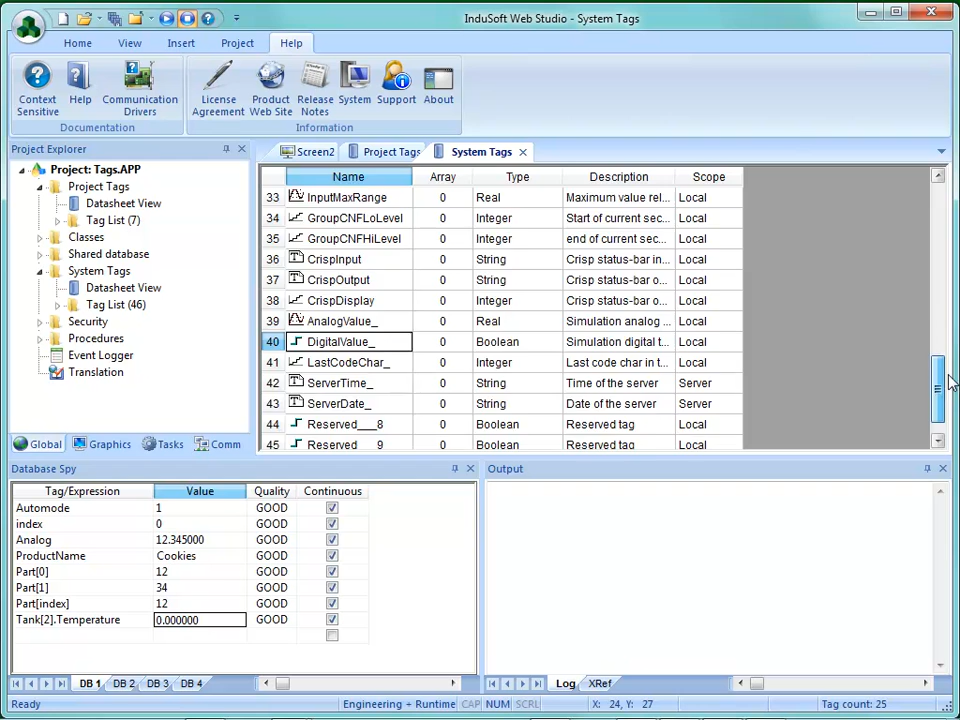 InduSoft Web Studio - System Tags
Home View Insert Project Help
Context Sensitive
Help
Communication Drivers
License Agreement
Product Web Site
Release Notes
System
Support
About
Documentation
Information
Project Explorer
Screen2
Project Tags
System Tags
Project: Tags.APP
Project Tags
Datasheet View
Tag List (7)
Classes
Shared database
System Tags
Datasheet View
Tag List (46)
Security
Procedures
Event Logger
Translation
Global Graphics Tasks Comm
Name Array Type Description Scope
33 InputMaxRange 0 Real Maximum value rel... Local
34 GroupCNFLoLevel 0 Integer Start of current sec... Local
35 GroupCNFHiLevel 0 Integer end of current sec... Local
36 CrispInput 0 String Crisp status-bar in... Local
37 CrispOutput 0 String Crisp status-bar o... Local
38 CrispDisplay 0 Integer Crisp status-bar o... Local
39 AnalogValue_ 0 Real Simulation analog ... Local
40 DigitalValue_ 0 Boolean Simulation digital t... Local
41 LastCodeChar_ 0 Integer Last code char in t... Local
42 ServerTime_ 0 String Time of the server Server
43 ServerDate_ 0 String Date of the server Server
44 Reserved___8 0 Boolean Reserved tag Local
45 Reserved___9 0 Boolean Reserved tag Local
Database Spy
Tag/Expression Value Quality Continuous
Automode 1 GOOD
index 0 GOOD
Analog 12.345000 GOOD
ProductName Cookies GOOD
Part[0] 12 GOOD
Part[1] 34 GOOD
Part[index] 12 GOOD
Tank[2].Temperature 0.000000 GOOD
DB 1 DB 2 DB 3 DB 4
Output
Log XRef
Ready Engineering + Runtime CAP NUM SCRL X: 24, Y: 27 Tag count: 25